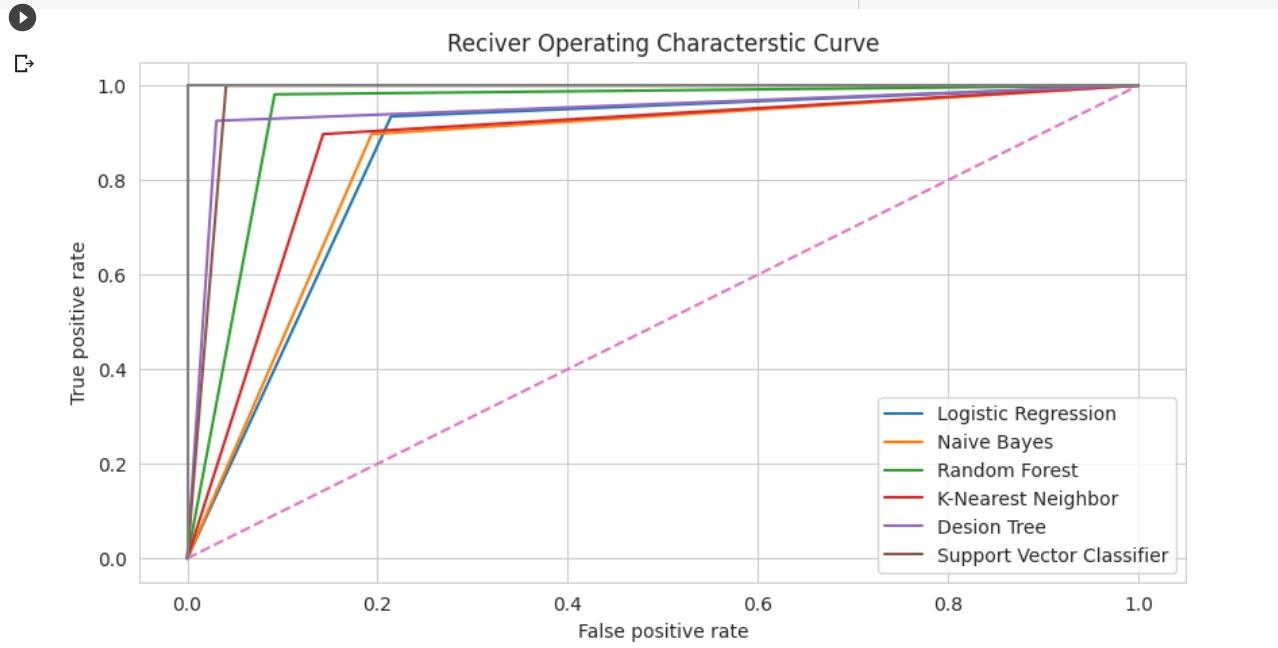 Reciver Operating Characterstic Curve
1.0
0.8
0.6
0.4
0.2
0.0
True positive rate
0.0 0.2 0.4 0.6 0.8 1.0
False positive rate
Logistic Regression
Naive Bayes
Random Forest
K-Nearest Neighbor
Desion Tree
Support Vector Classifier